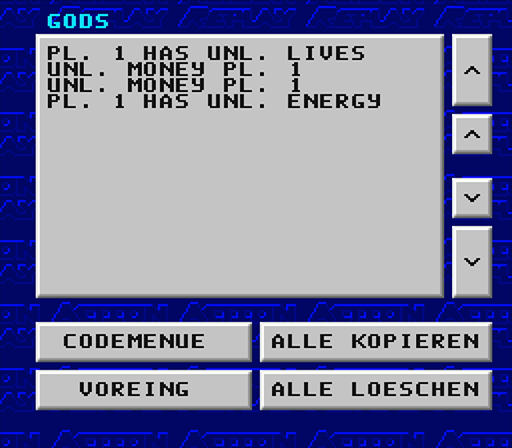 GODS
PL. 1 HAS UNL. LIVES
UNL. MONEY PL. 1
UNL. MONEY PL. 1
PL. 1 HAS UNL. ENERGY
CODEMENUE
ALLE KOPIEREN
VOREING
ALLE LOESCHEN